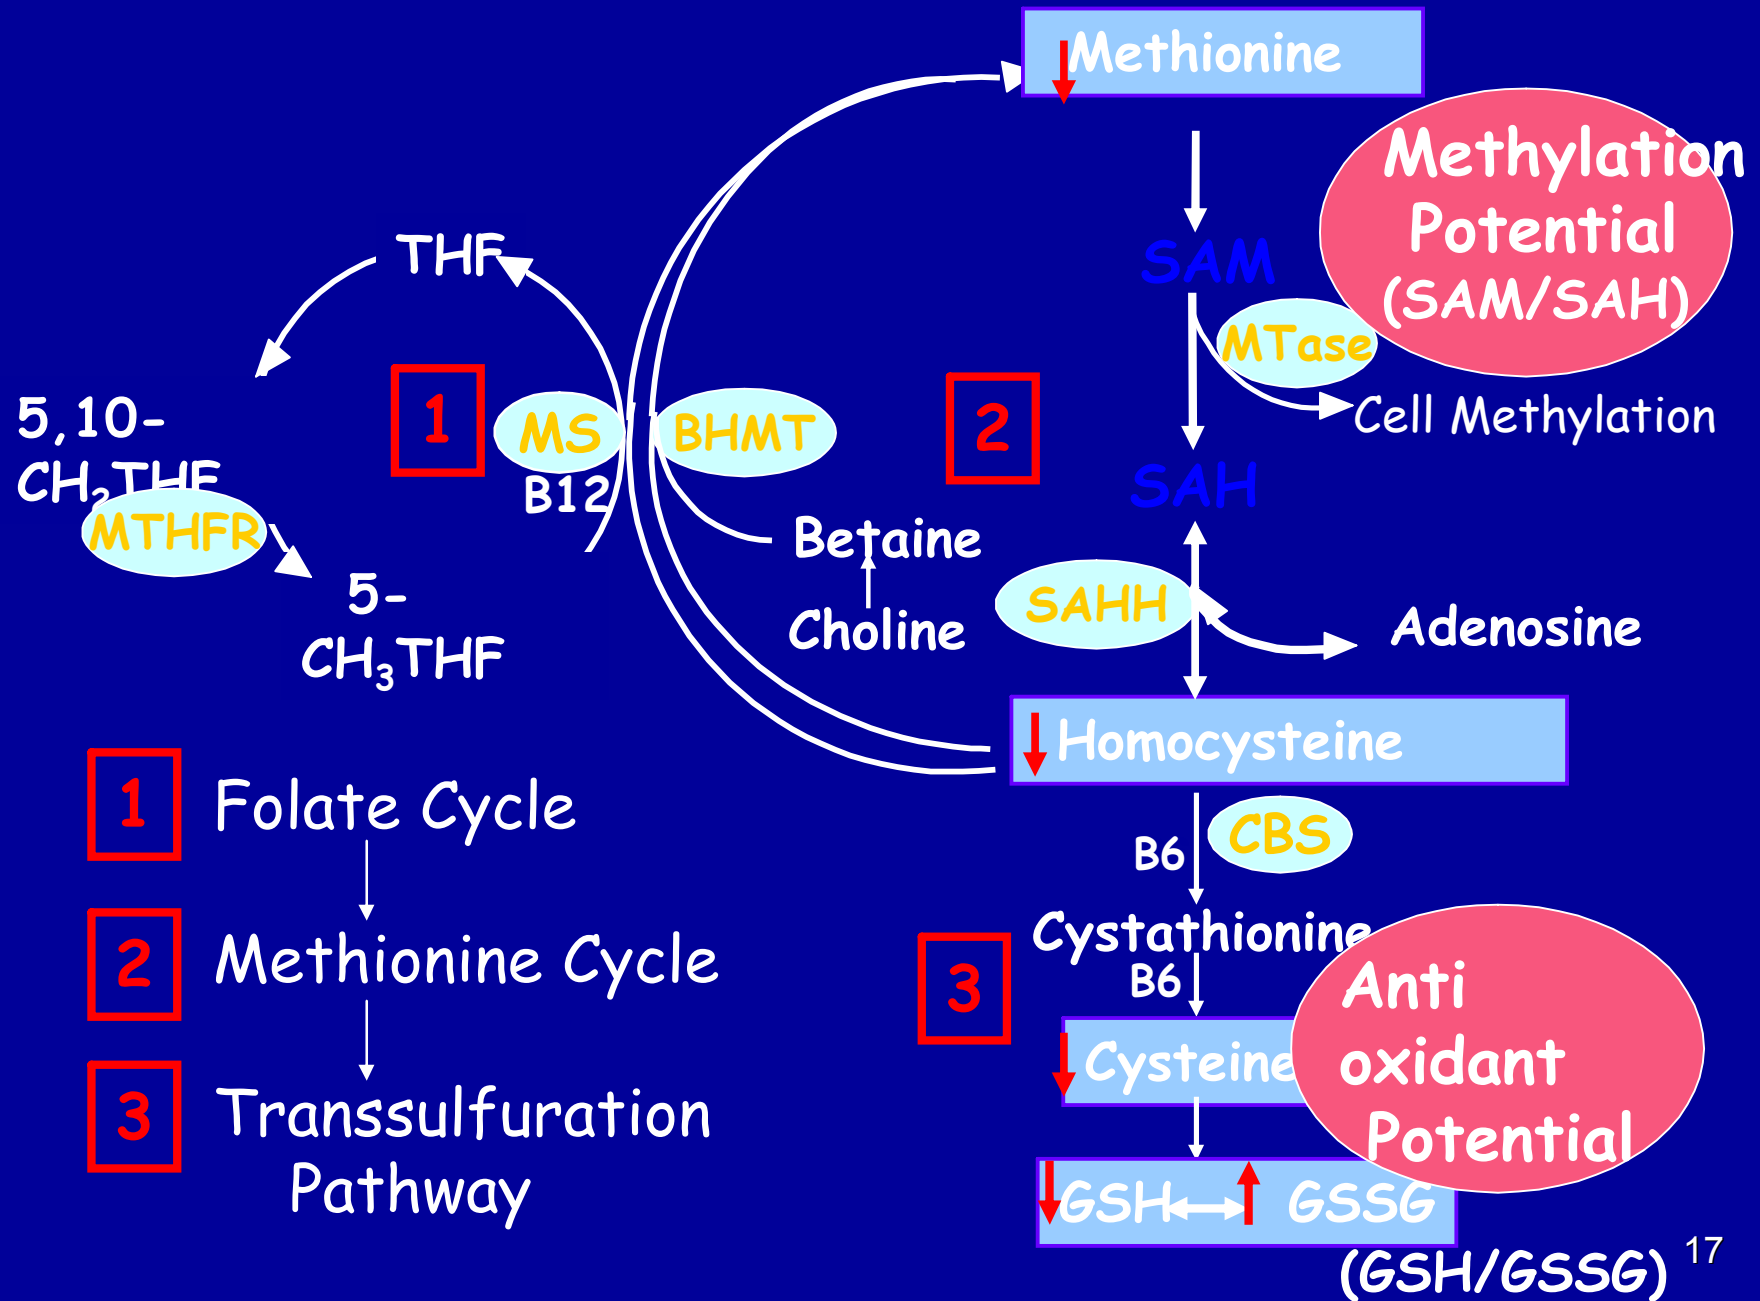 Methionine
Methylation
Potential
(SAM/SAH)
THF
SAM
MTase
Cell Methylation
5,10-
CH₂THF
MTHFR
1
MS
B12
BHMT
2
SAH
Betaine
Choline
5-
CH₃THF
SAHH
Adenosine
Homocysteine
1 Folate Cycle
B6
CBS
2 Methionine Cycle
3
Cystathionine
B6
Anti
oxidant
Potential
Cysteine
3 Transsulfuration
Pathway
GSH GSSG
(GSH/GSSG)
17